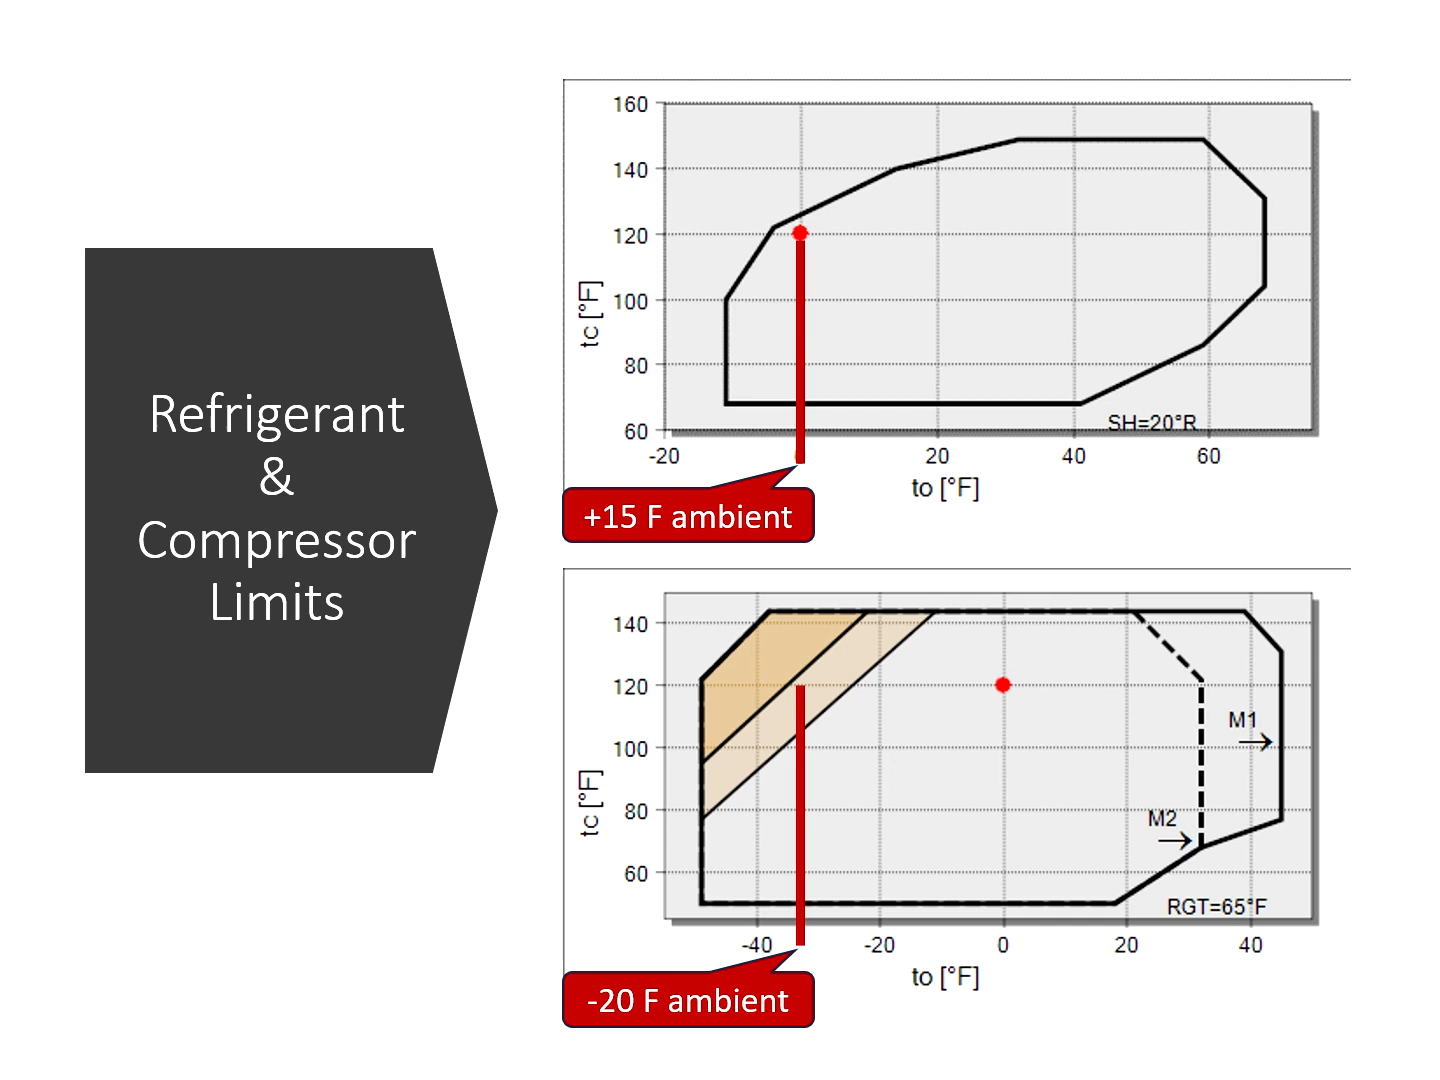 Refrigerant
&
Compressor
Limits
160
140
120
100
80
60
tc [°F]
-20
20
40
60
SH=20°R
to [°F]
+15 F ambient
140
120
100
80
60
tc [°F]
M1
M2
RGT=65°F
-40
-20
0
20
40
to [°F]
-20 F ambient